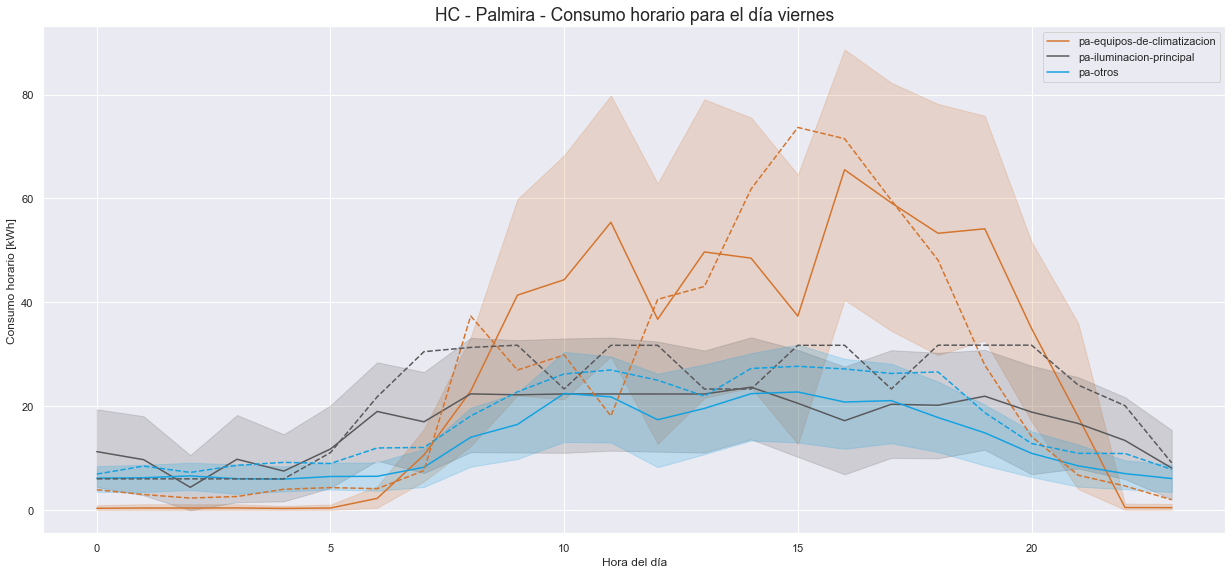 HC - Palmira - Consumo horario para el día viernes
pa-equipos-de-climatizacion
pa-iluminacion-principal
pa-otros
Consumo horario [kWh]
80
60
40
20
0
0 5 10 15 20
Hora del día